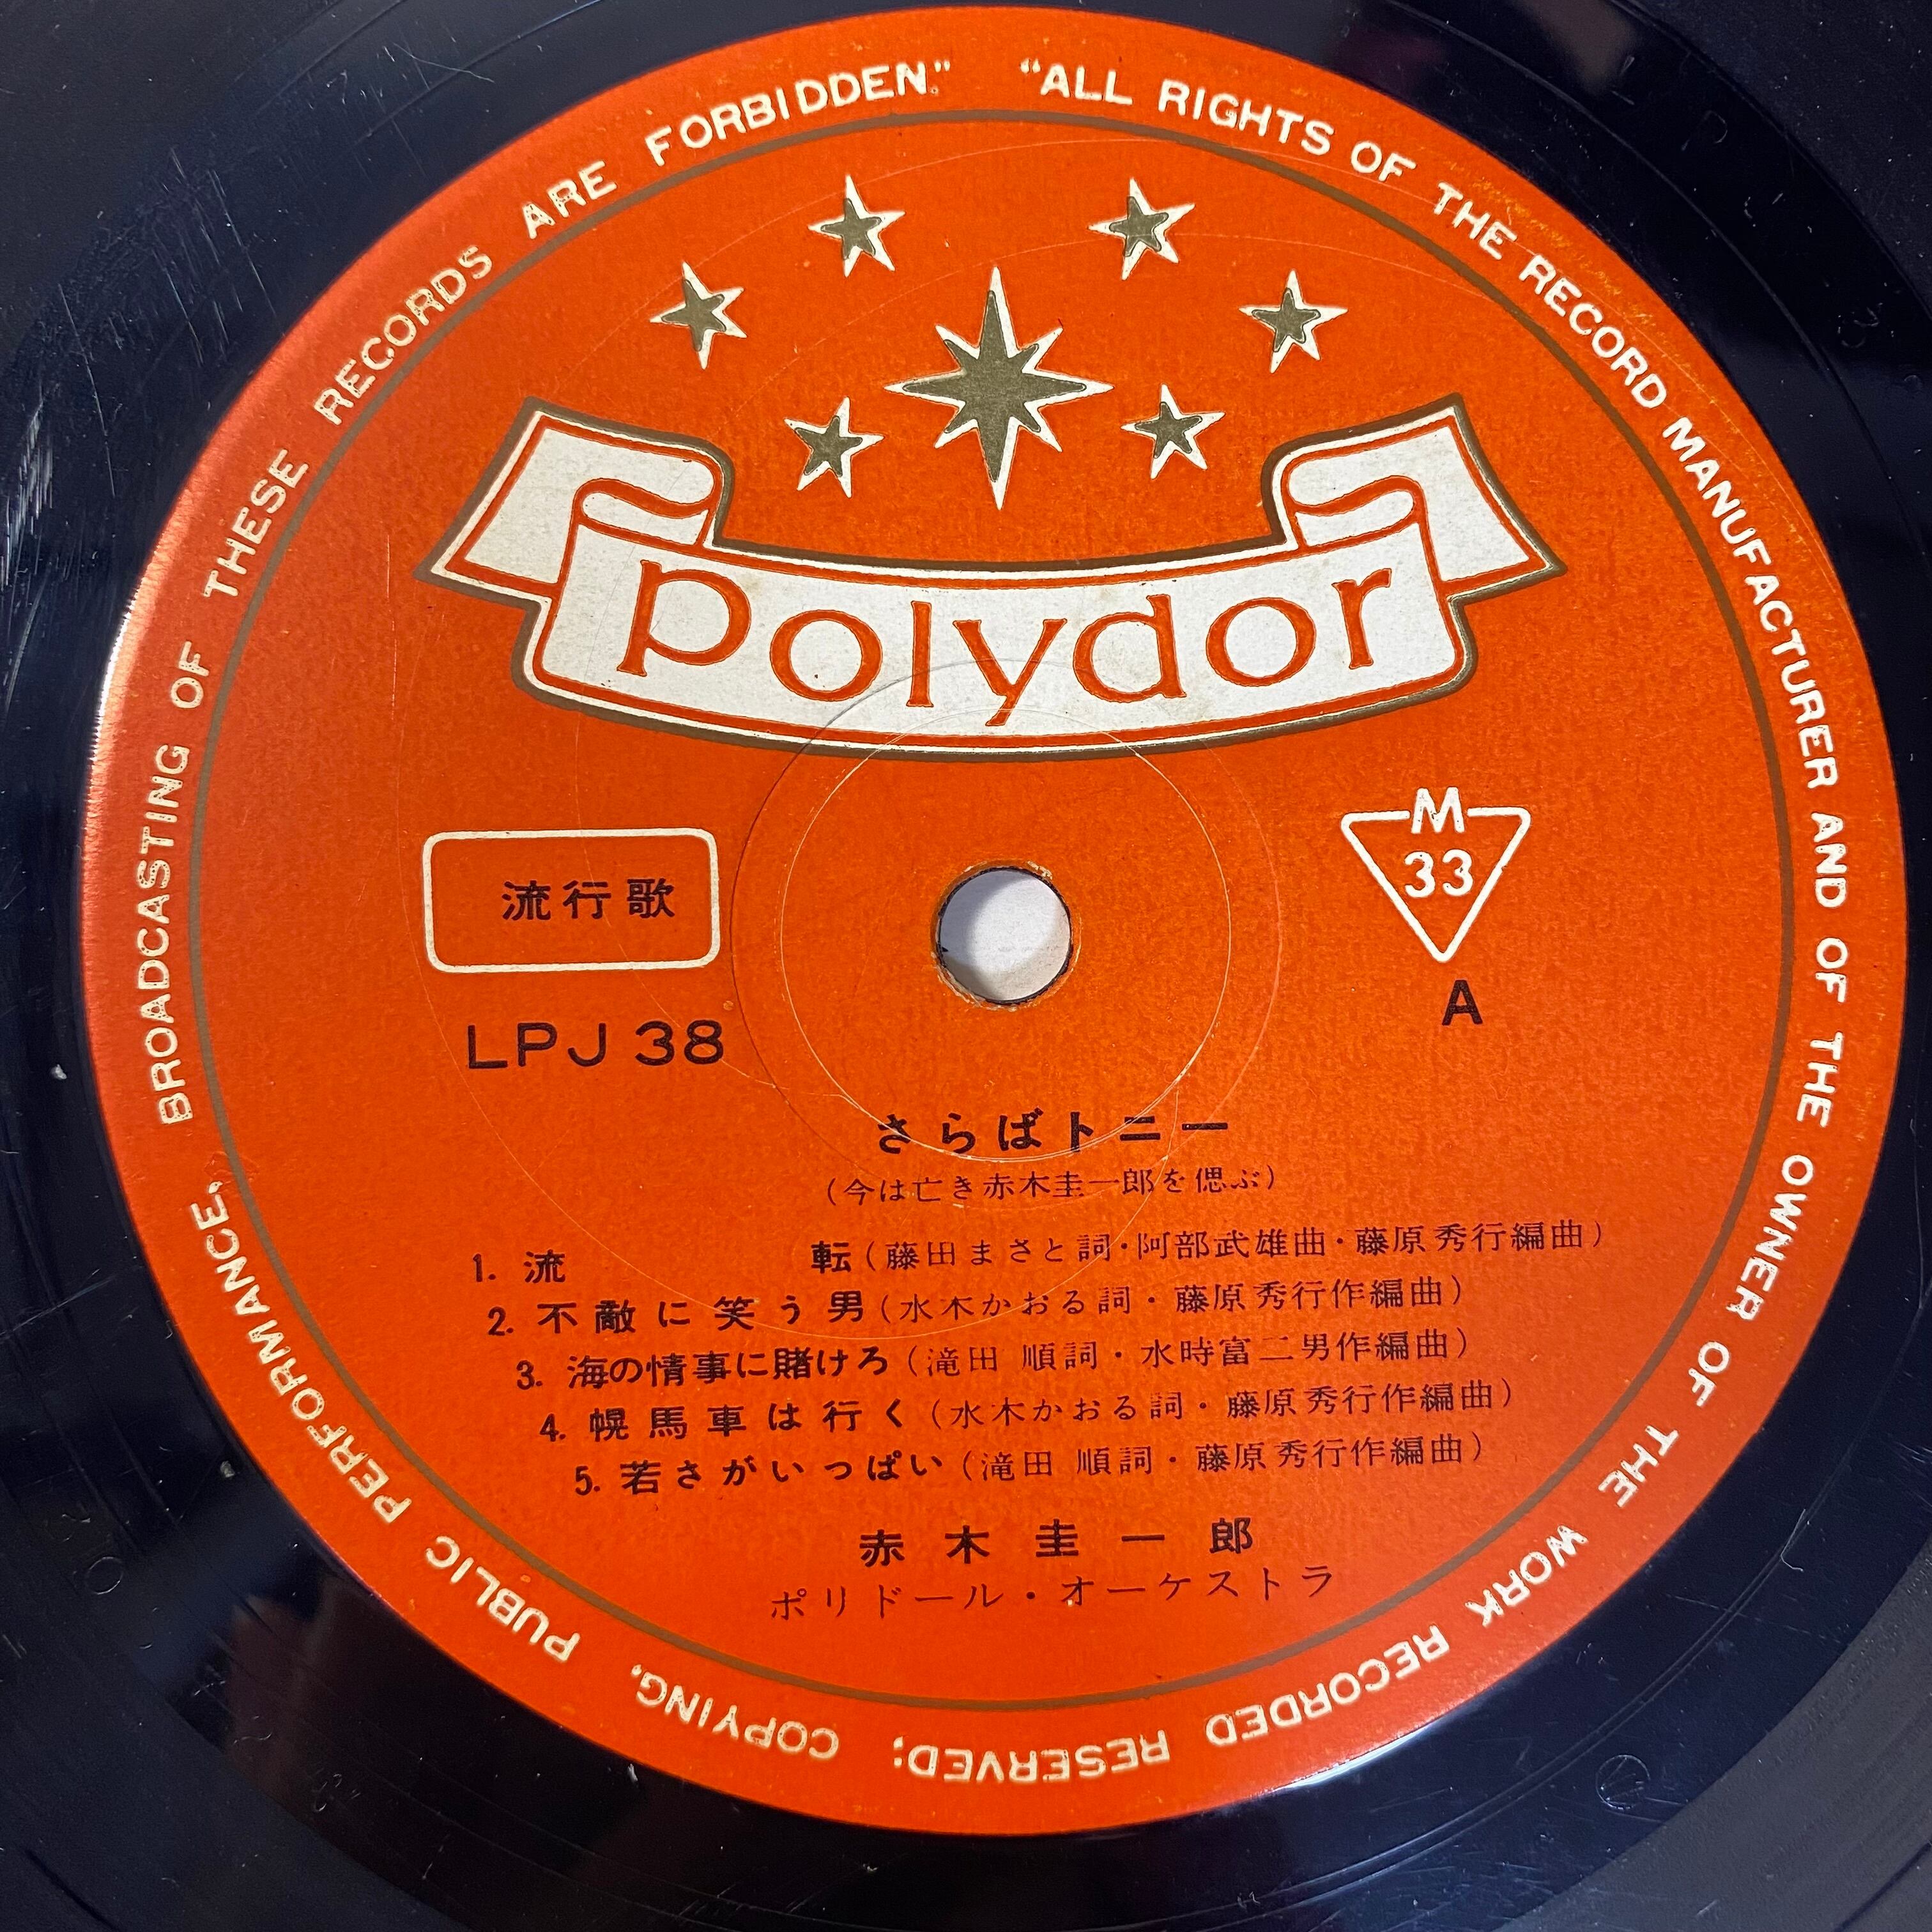 "ALL RIGHTS OF THE RECORD MANUFACTURER AND OF THE OWNER OF THE WORK RECORDED RESERVED; COPYING, PUBLIC PERFORMANCE, BROADCASTING OF THESE RECORDS ARE FORBIDDEN."
polydor
M
33
流行歌
A
LPJ 38
さらばトニー
(今は亡き赤木圭一郎を偲ぶ)
1. 流転(藤田まさと詞・阿部武雄曲・藤原秀行編曲)
2. 不敵に笑う男(水木かおる詞・藤原秀行作編曲)
3. 海の情事に賭けろ(滝田 順詞・水時富二男作編曲)
4. 幌馬車は行く(水木かおる詞・藤原秀行作編曲)
5. 若さがいっぱい(滝田 順詞・藤原秀行作編曲)
赤木圭一郎
ポリドール・オーケストラ